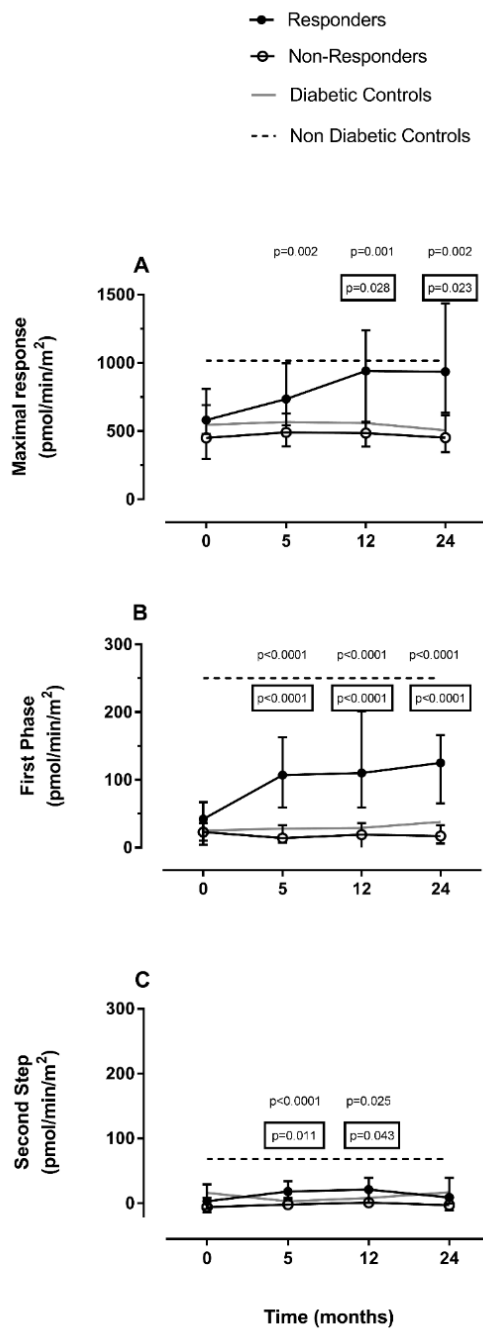 Responders
Non-Responders
Diabetic Controls
Non Diabetic Controls
A
p=0.002 p=0.001 p=0.002
p=0.028 p=0.023
Maximal response
(pmol/min/m²)
1500
1000
500
0
0 5 12 24
B
p<0.0001 p<0.0001 p<0.0001
p<0.0001 p<0.0001 p<0.0001
First Phase
(pmol/min/m²)
300
200
100
0
0 5 12 24
C
p<0.0001 p=0.025
p=0.011 p=0.043
Second Step
(pmol/min/m²)
300
200
100
0
0 5 12 24
Time (months)